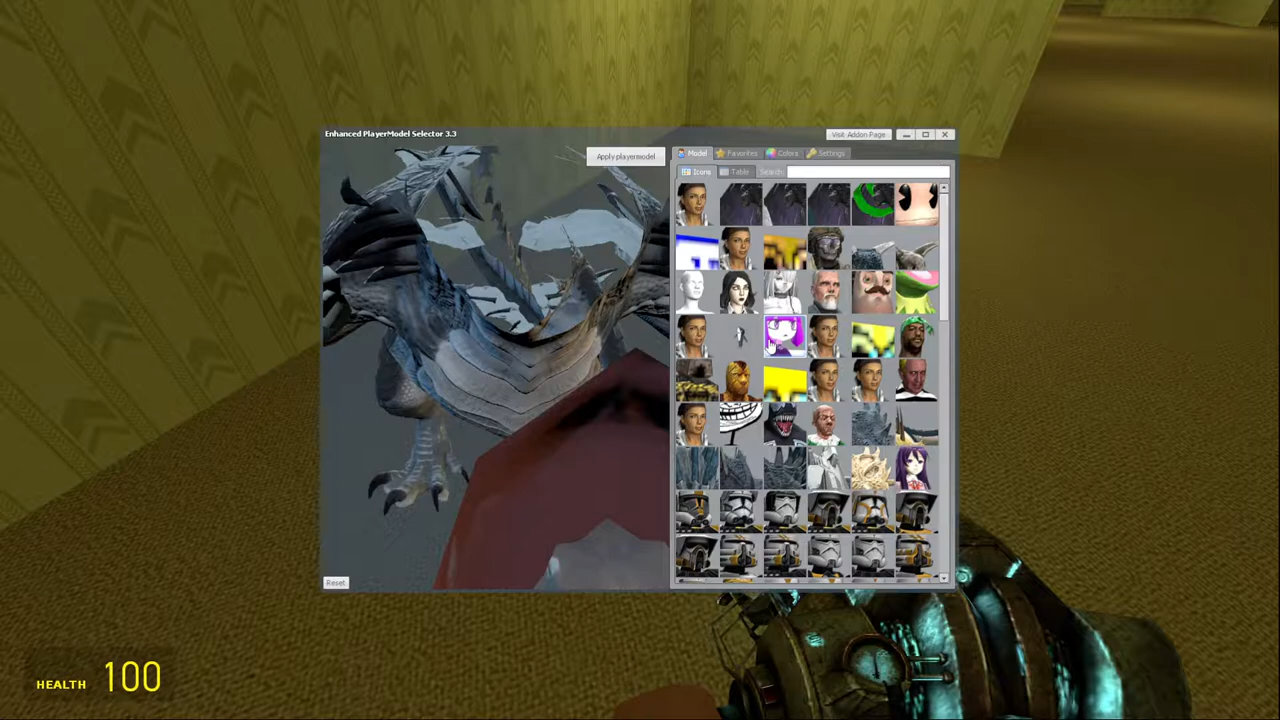 Enhanced PlayerModel Selector 3.3
Visit Addon Page
Apply playermodel
Model
Favorites
Colors
Settings
Icons
Table
Search:
Reset
HEALTH 100